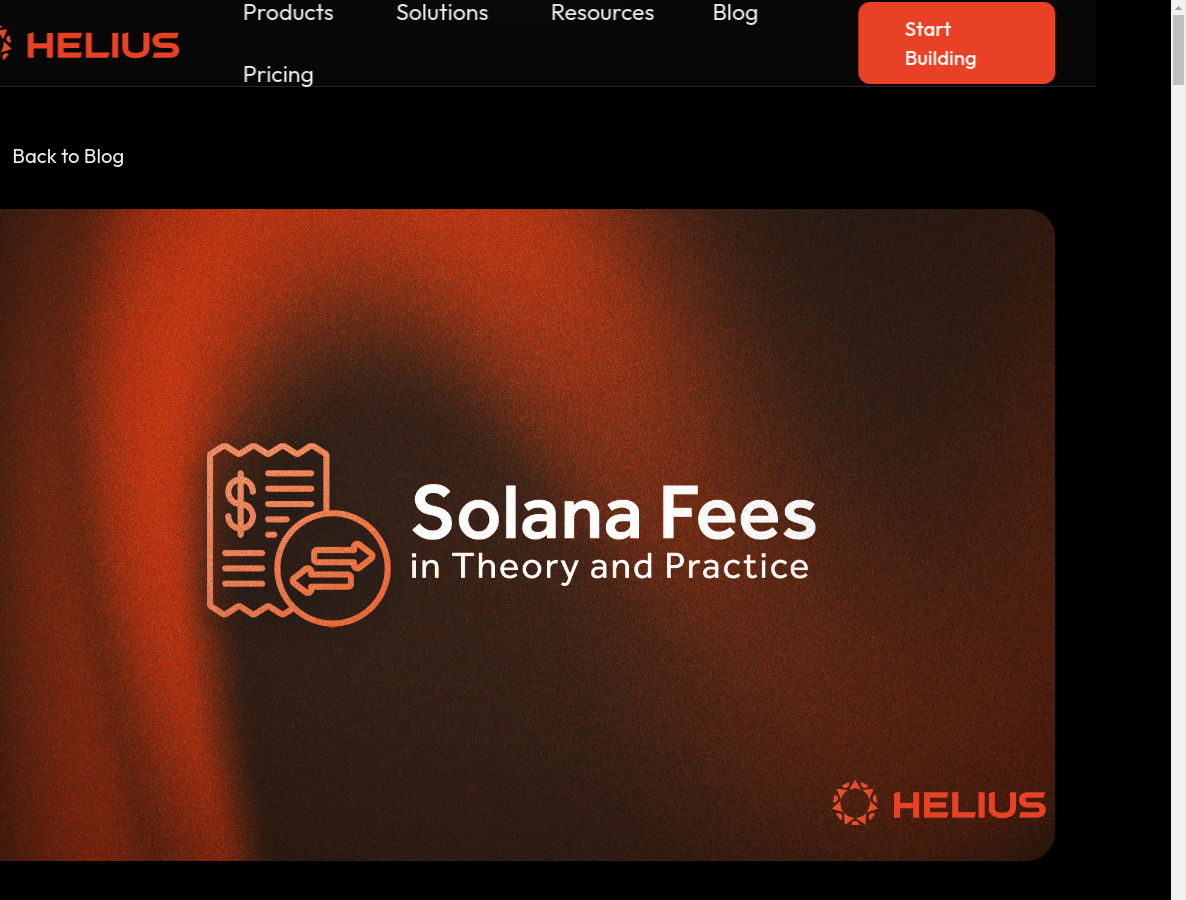 HELIUS
Products Solutions Resources Blog
Pricing
Start
Building
Back to Blog
$
Solana Fees
in Theory and Practice
HELIUS